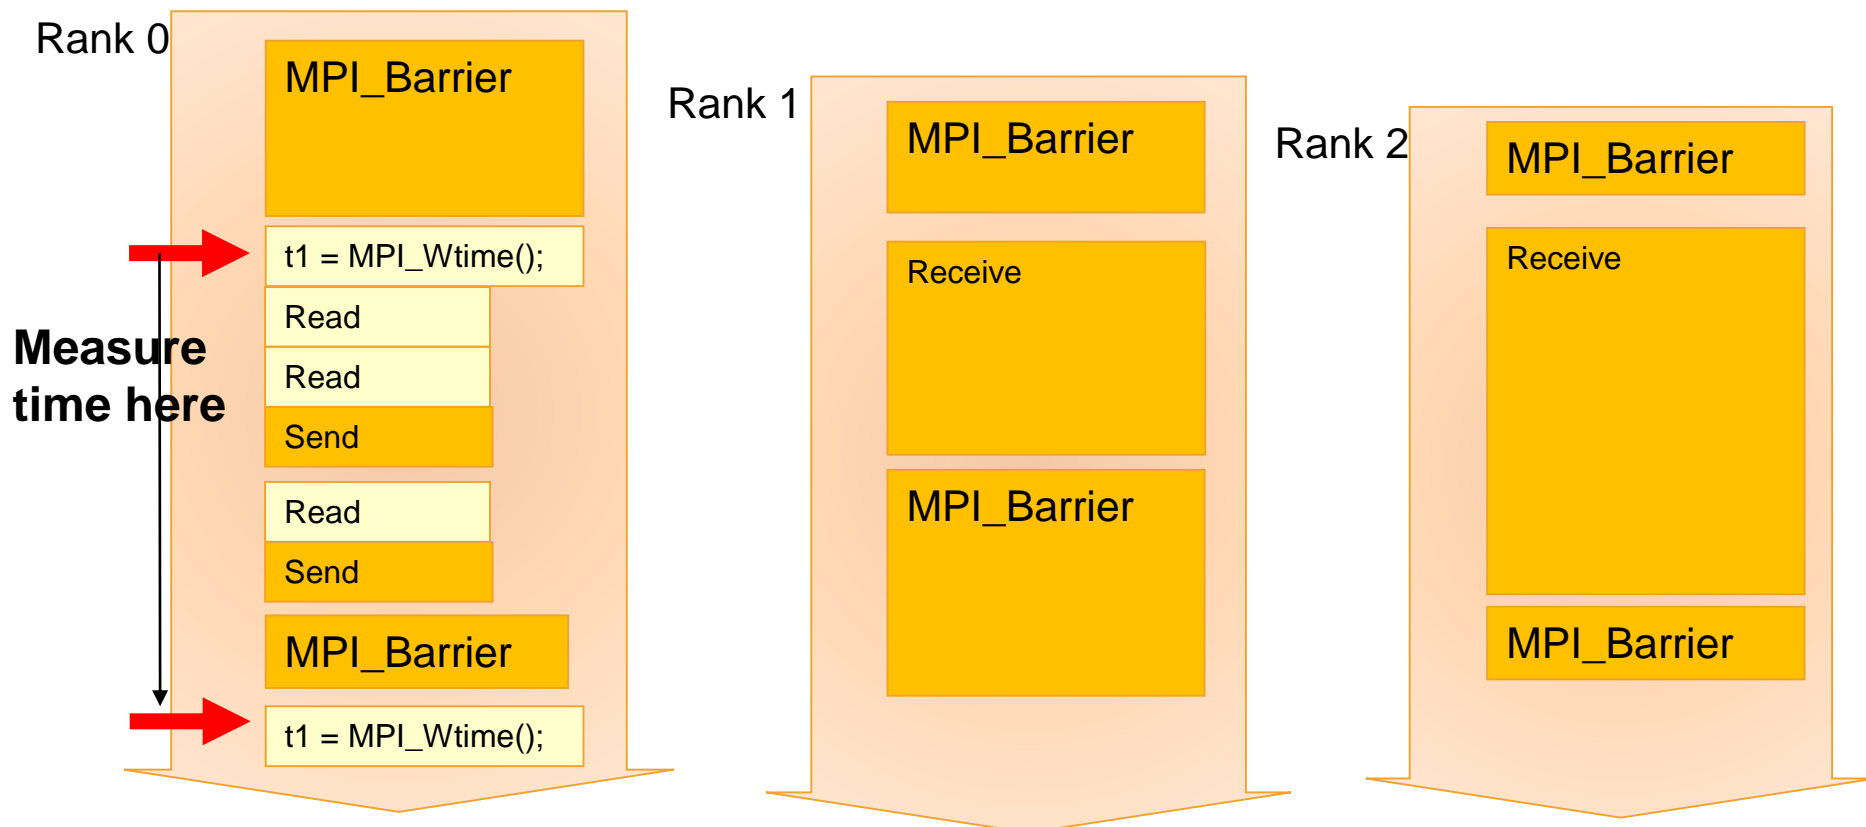 Rank 0
MPI_Barrier
t1 = MPI_Wtime();
Read
Read
Send
Read
Send
MPI_Barrier
t1 = MPI_Wtime();
Measure
time here
Rank 1
MPI_Barrier
Receive
MPI_Barrier
Rank 2
MPI_Barrier
Receive
MPI_Barrier